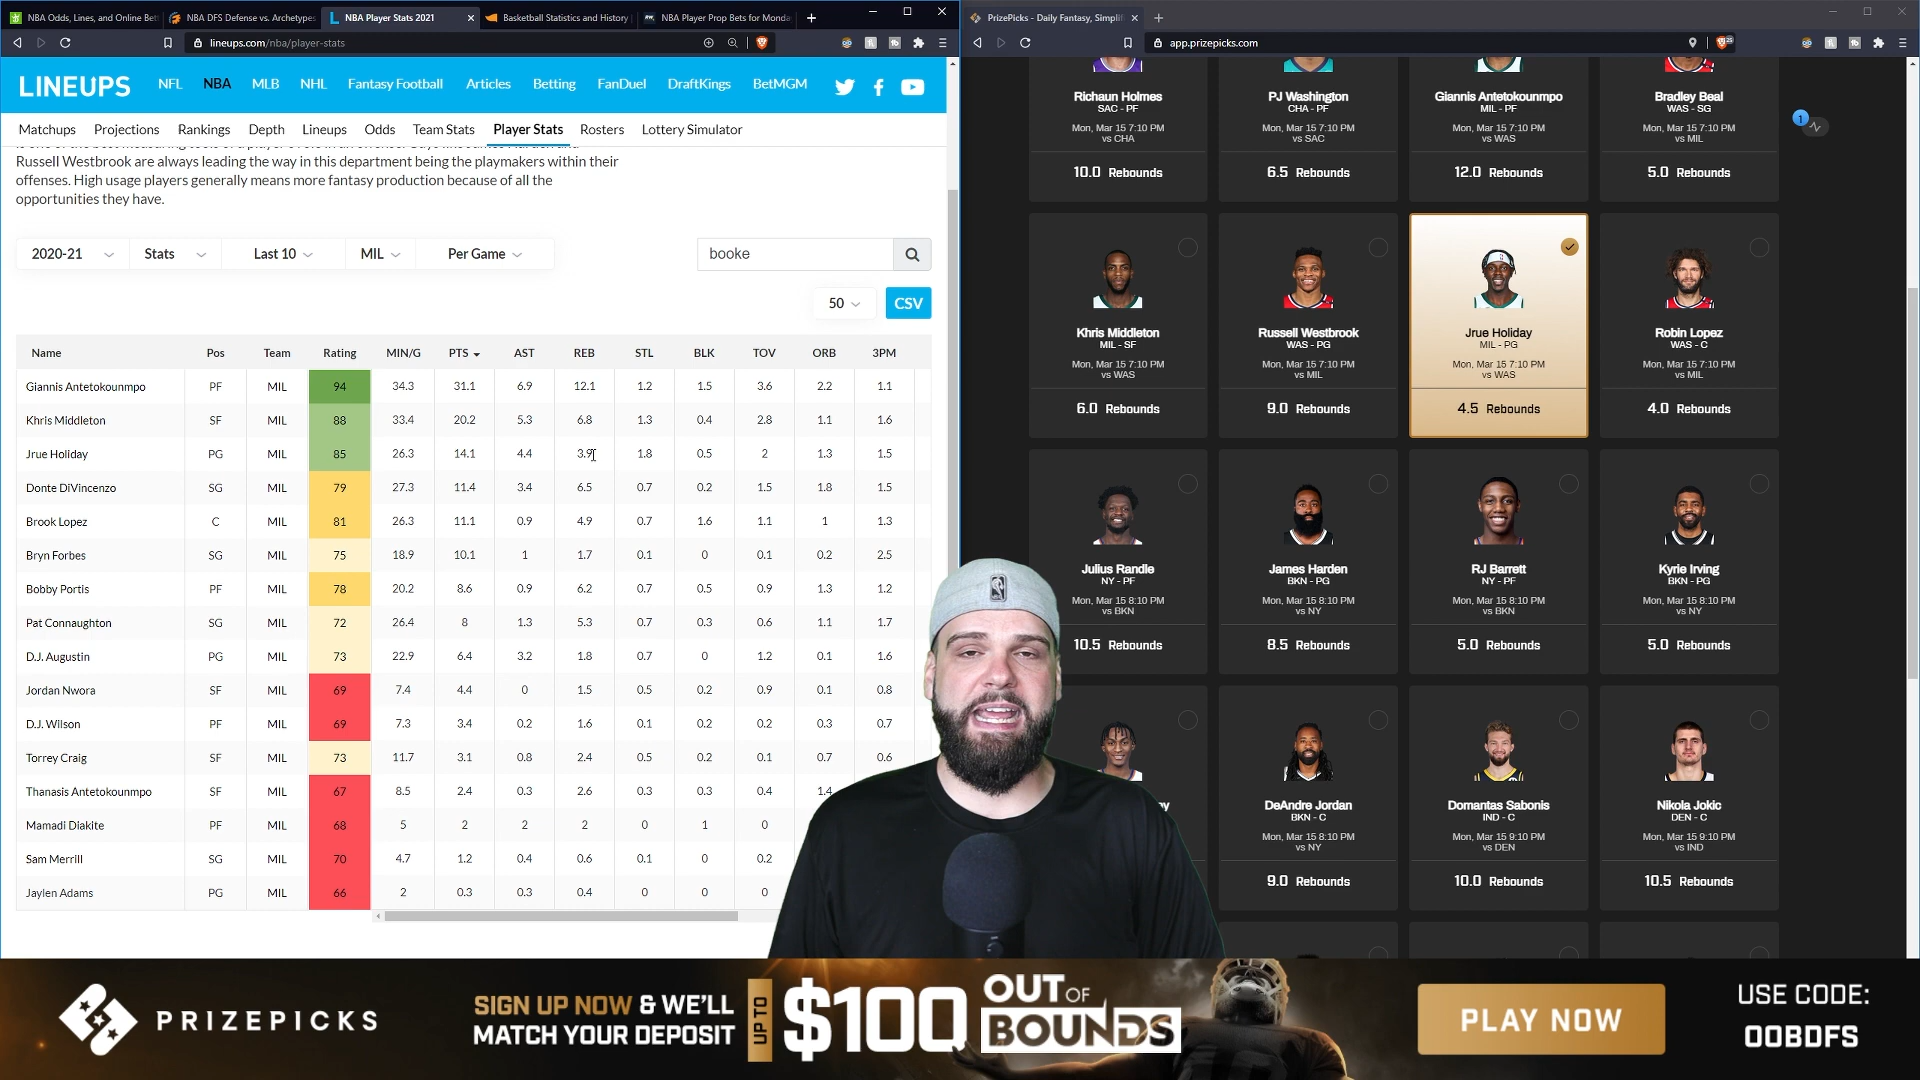 NBA Odds, Lines, and Online Bet
NBA DFS Defense vs. Archetypes
NBA Player Stats 2021
Basketball Statistics and History
NBA Player Prop Bets for Monda
lineups.com/nba/player-stats
LINEUPS
NFL NBA MLB NHL Fantasy Football Articles Betting FanDuel DraftKings BetMGM
Matchups Projections Rankings Depth Lineups Odds Team Stats Player Stats Rosters Lottery Simulator
Russell Westbrook are always leading the way in this department being the playmakers within their
offenses. High usage players generally means more fantasy production because of all the
opportunities they have.
2020-21 Stats Last 10 MIL Per Game booke
50 CSV
Name Pos Team Rating MIN/G PTS AST REB STL BLK TOV ORB 3PM
Giannis Antetokounmpo PF MIL 94 34.3 31.1 6.9 12.1 1.2 1.5 3.6 2.2 1.1
Khris Middleton SF MIL 88 33.4 20.2 5.3 6.8 1.3 0.4 2.8 1.1 1.6
Jrue Holiday PG MIL 85 26.3 14.1 4.4 3.9 1.8 0.5 2 1.3 1.5
Donte DiVincenzo SG MIL 79 27.3 11.4 3.4 6.5 0.7 0.2 1.5 1.8 1.5
Brook Lopez C MIL 81 26.3 11.1 0.9 4.9 0.7 1.6 1.1 1 1.3
Bryn Forbes SG MIL 75 18.9 10.1 1 1.7 0.1 0 0.1 0.2 2.5
Bobby Portis PF MIL 78 20.2 8.6 0.9 6.2 0.7 0.5 0.9 1.3 1.2
Pat Connaughton SG MIL 72 26.4 8 1.3 5.3 0.7 0.3 0.6 1.1 1.7
D.J. Augustin PG MIL 73 22.9 6.4 3.2 1.8 0.7 0 1.2 0.1 1.6
Jordan Nwora SF MIL 69 7.4 4.4 0 1.5 0.5 0.2 0.9 0.1 0.8
D.J. Wilson PF MIL 69 7.3 3.4 0.2 1.6 0.1 0.2 0.2 0.3 0.7
Torrey Craig SF MIL 73 11.7 3.1 0.8 2.4 0.5 0.2 0.1 0.7 0.6
Thanasis Antetokounmpo SF MIL 67 8.5 2.4 0.3 2.6 0.3 0.3 0.4 1.4
Mamadi Diakite PF MIL 68 5 2 2 2 0 1 0
Sam Merrill SG MIL 70 4.7 1.2 0.4 0.6 0.1 0 0.2
Jaylen Adams PG MIL 66 2 0.3 0.3 0.4 0 0 0
PrizePicks - Daily Fantasy, Simplif
app.prizepicks.com
25
1
Richaun Holmes
SAC - PF
Mon, Mar 15 7:10 PM
vs CHA
10.0 Rebounds
PJ Washington
CHA - PF
Mon, Mar 15 7:10 PM
vs SAC
6.5 Rebounds
Giannis Antetokounmpo
MIL - PF
Mon, Mar 15 7:10 PM
vs WAS
12.0 Rebounds
Bradley Beal
WAS - SG
Mon, Mar 15 7:10 PM
vs MIL
5.0 Rebounds
Khris Middleton
MIL - SF
Mon, Mar 15 7:10 PM
vs WAS
6.0 Rebounds
Russell Westbrook
WAS - PG
Mon, Mar 15 7:10 PM
vs MIL
9.0 Rebounds
Jrue Holiday
MIL - PG
Mon, Mar 15 7:10 PM
vs WAS
4.5 Rebounds
Robin Lopez
WAS - C
Mon, Mar 15 7:10 PM
vs MIL
4.0 Rebounds
Julius Randle
NY - PF
Mon, Mar 15 8:10 PM
vs BKN
10.5 Rebounds
James Harden
BKN - PG
Mon, Mar 15 8:10 PM
vs NY
8.5 Rebounds
RJ Barrett
NY - PF
Mon, Mar 15 8:10 PM
vs BKN
5.0 Rebounds
Kyrie Irving
BKN - PG
Mon, Mar 15 8:10 PM
vs NY
5.0 Rebounds
DeAndre Jordan
BKN - C
Mon, Mar 15 8:10 PM
vs NY
9.0 Rebounds
Domantas Sabonis
IND - C
Mon, Mar 15 9:10 PM
vs DEN
10.0 Rebounds
Nikola Jokic
DEN - C
Mon, Mar 15 9:10 PM
vs IND
10.5 Rebounds
PRIZEPICKS
SIGN UP NOW & WE'LL
MATCH YOUR DEPOSIT
UP TO
$100
OUT OF
BOUNDS
PLAY NOW
USE CODE:
OOBDFS